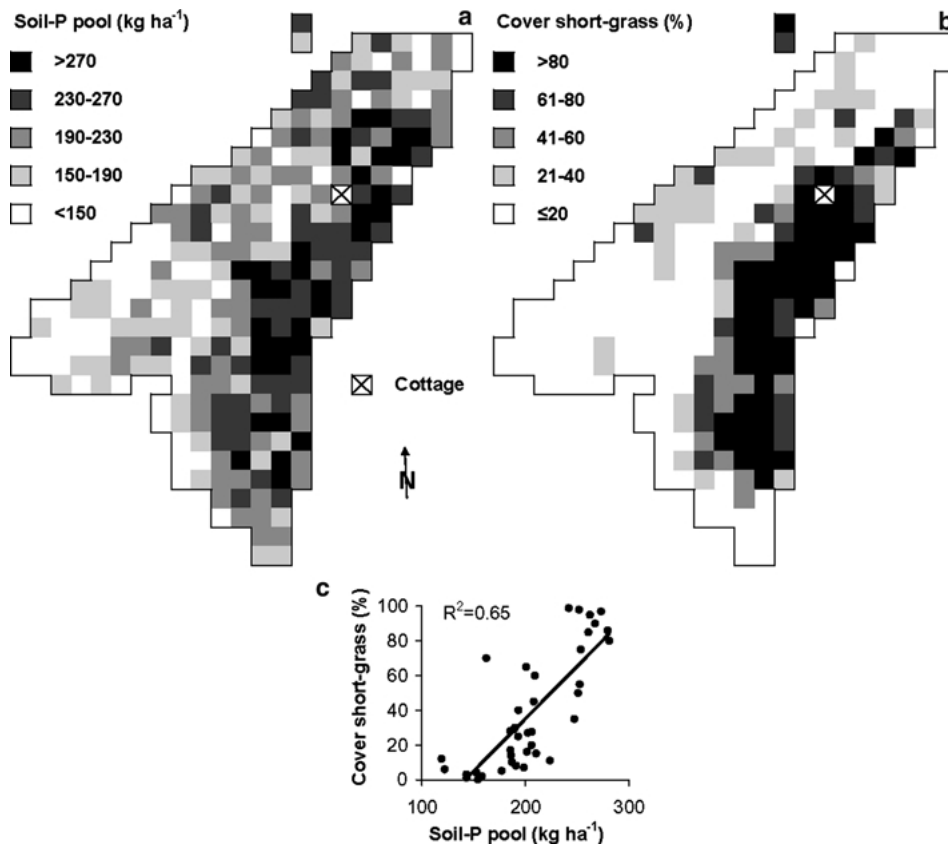 Soil-P pool (kg ha⁻¹) a
>270
230-270
190-230
150-190
<150
Cover short-grass (%) b
>80
61-80
41-60
21-40
≤20
Cottage
N
c
R²=0.65
Cover short-grass (%)
100
80
60
40
20
0
100 200 300
Soil-P pool (kg ha⁻¹)